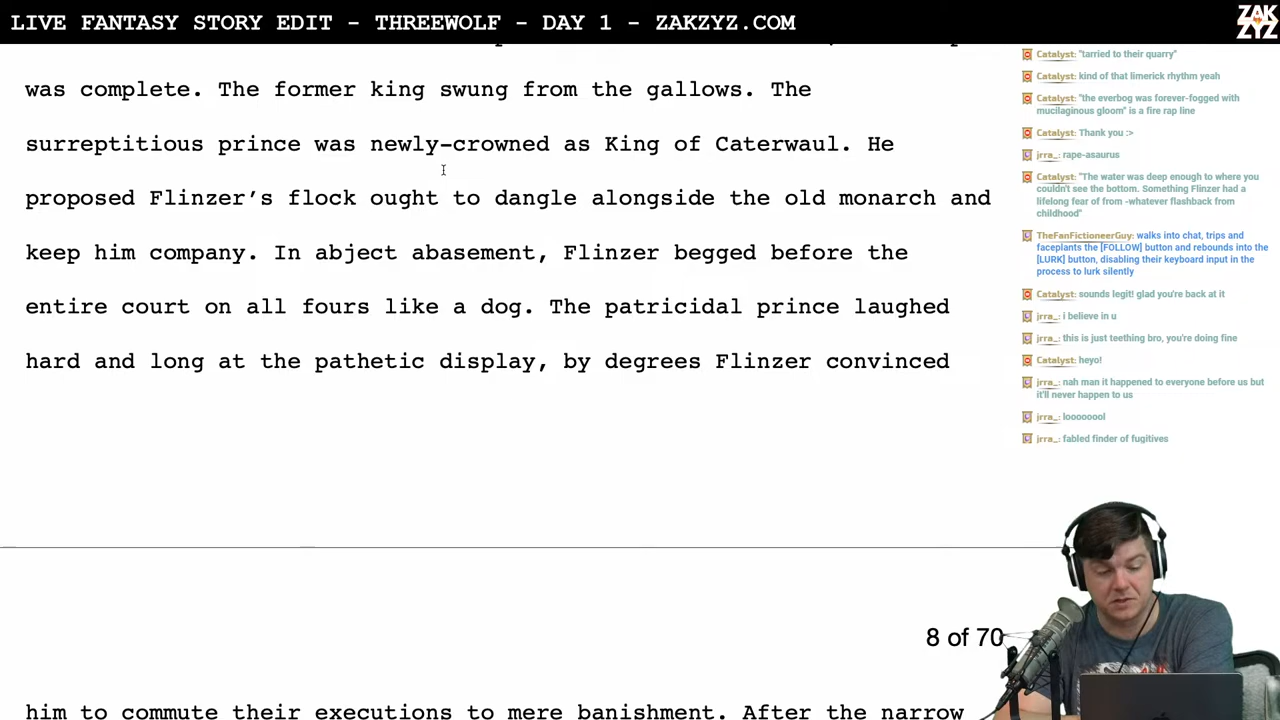 LIVE FANTASY STORY EDIT - THREEWOLF - DAY 1 - ZAKZYZ.COM
ZAK
ZYZ
was complete. The former king swung from the gallows. The
surreptitious prince was newly-crowned as King of Caterwaul. He
proposed Flinzer’s flock ought to dangle alongside the old monarch and
keep him company. In abject abasement, Flinzer begged before the
entire court on all fours like a dog. The patricidal prince laughed
hard and long at the pathetic display, by degrees Flinzer convinced
8 of 70
him to commute their executions to mere banishment. After the narrow
Catalyst: "tarried to their quarry"
Catalyst: kind of that limerick rhythm yeah
Catalyst: "the everbog was forever-fogged with
mucilaginous gloom" is a fire rap line
Catalyst: Thank you :>
jrra_: rape-asaurus
Catalyst: "The water was deep enough to where you
couldn't see the bottom. Something Flinzer had a
lifelong fear of from -whatever flashback from
childhood"
TheFanFictioneerGuy: walks into chat, trips and
faceplants the [FOLLOW] button and rebounds into the
[LURK] button, disabling their keyboard input in the
process to lurk silently
Catalyst: sounds legit! glad you're back at it
jrra_: i believe in u
jrra_: this is just teething bro, you're doing fine
Catalyst: heyo!
jrra_: nah man it happened to everyone before us but
it'll never happen to us
jrra_: looooool
jrra_: fabled finder of fugitives